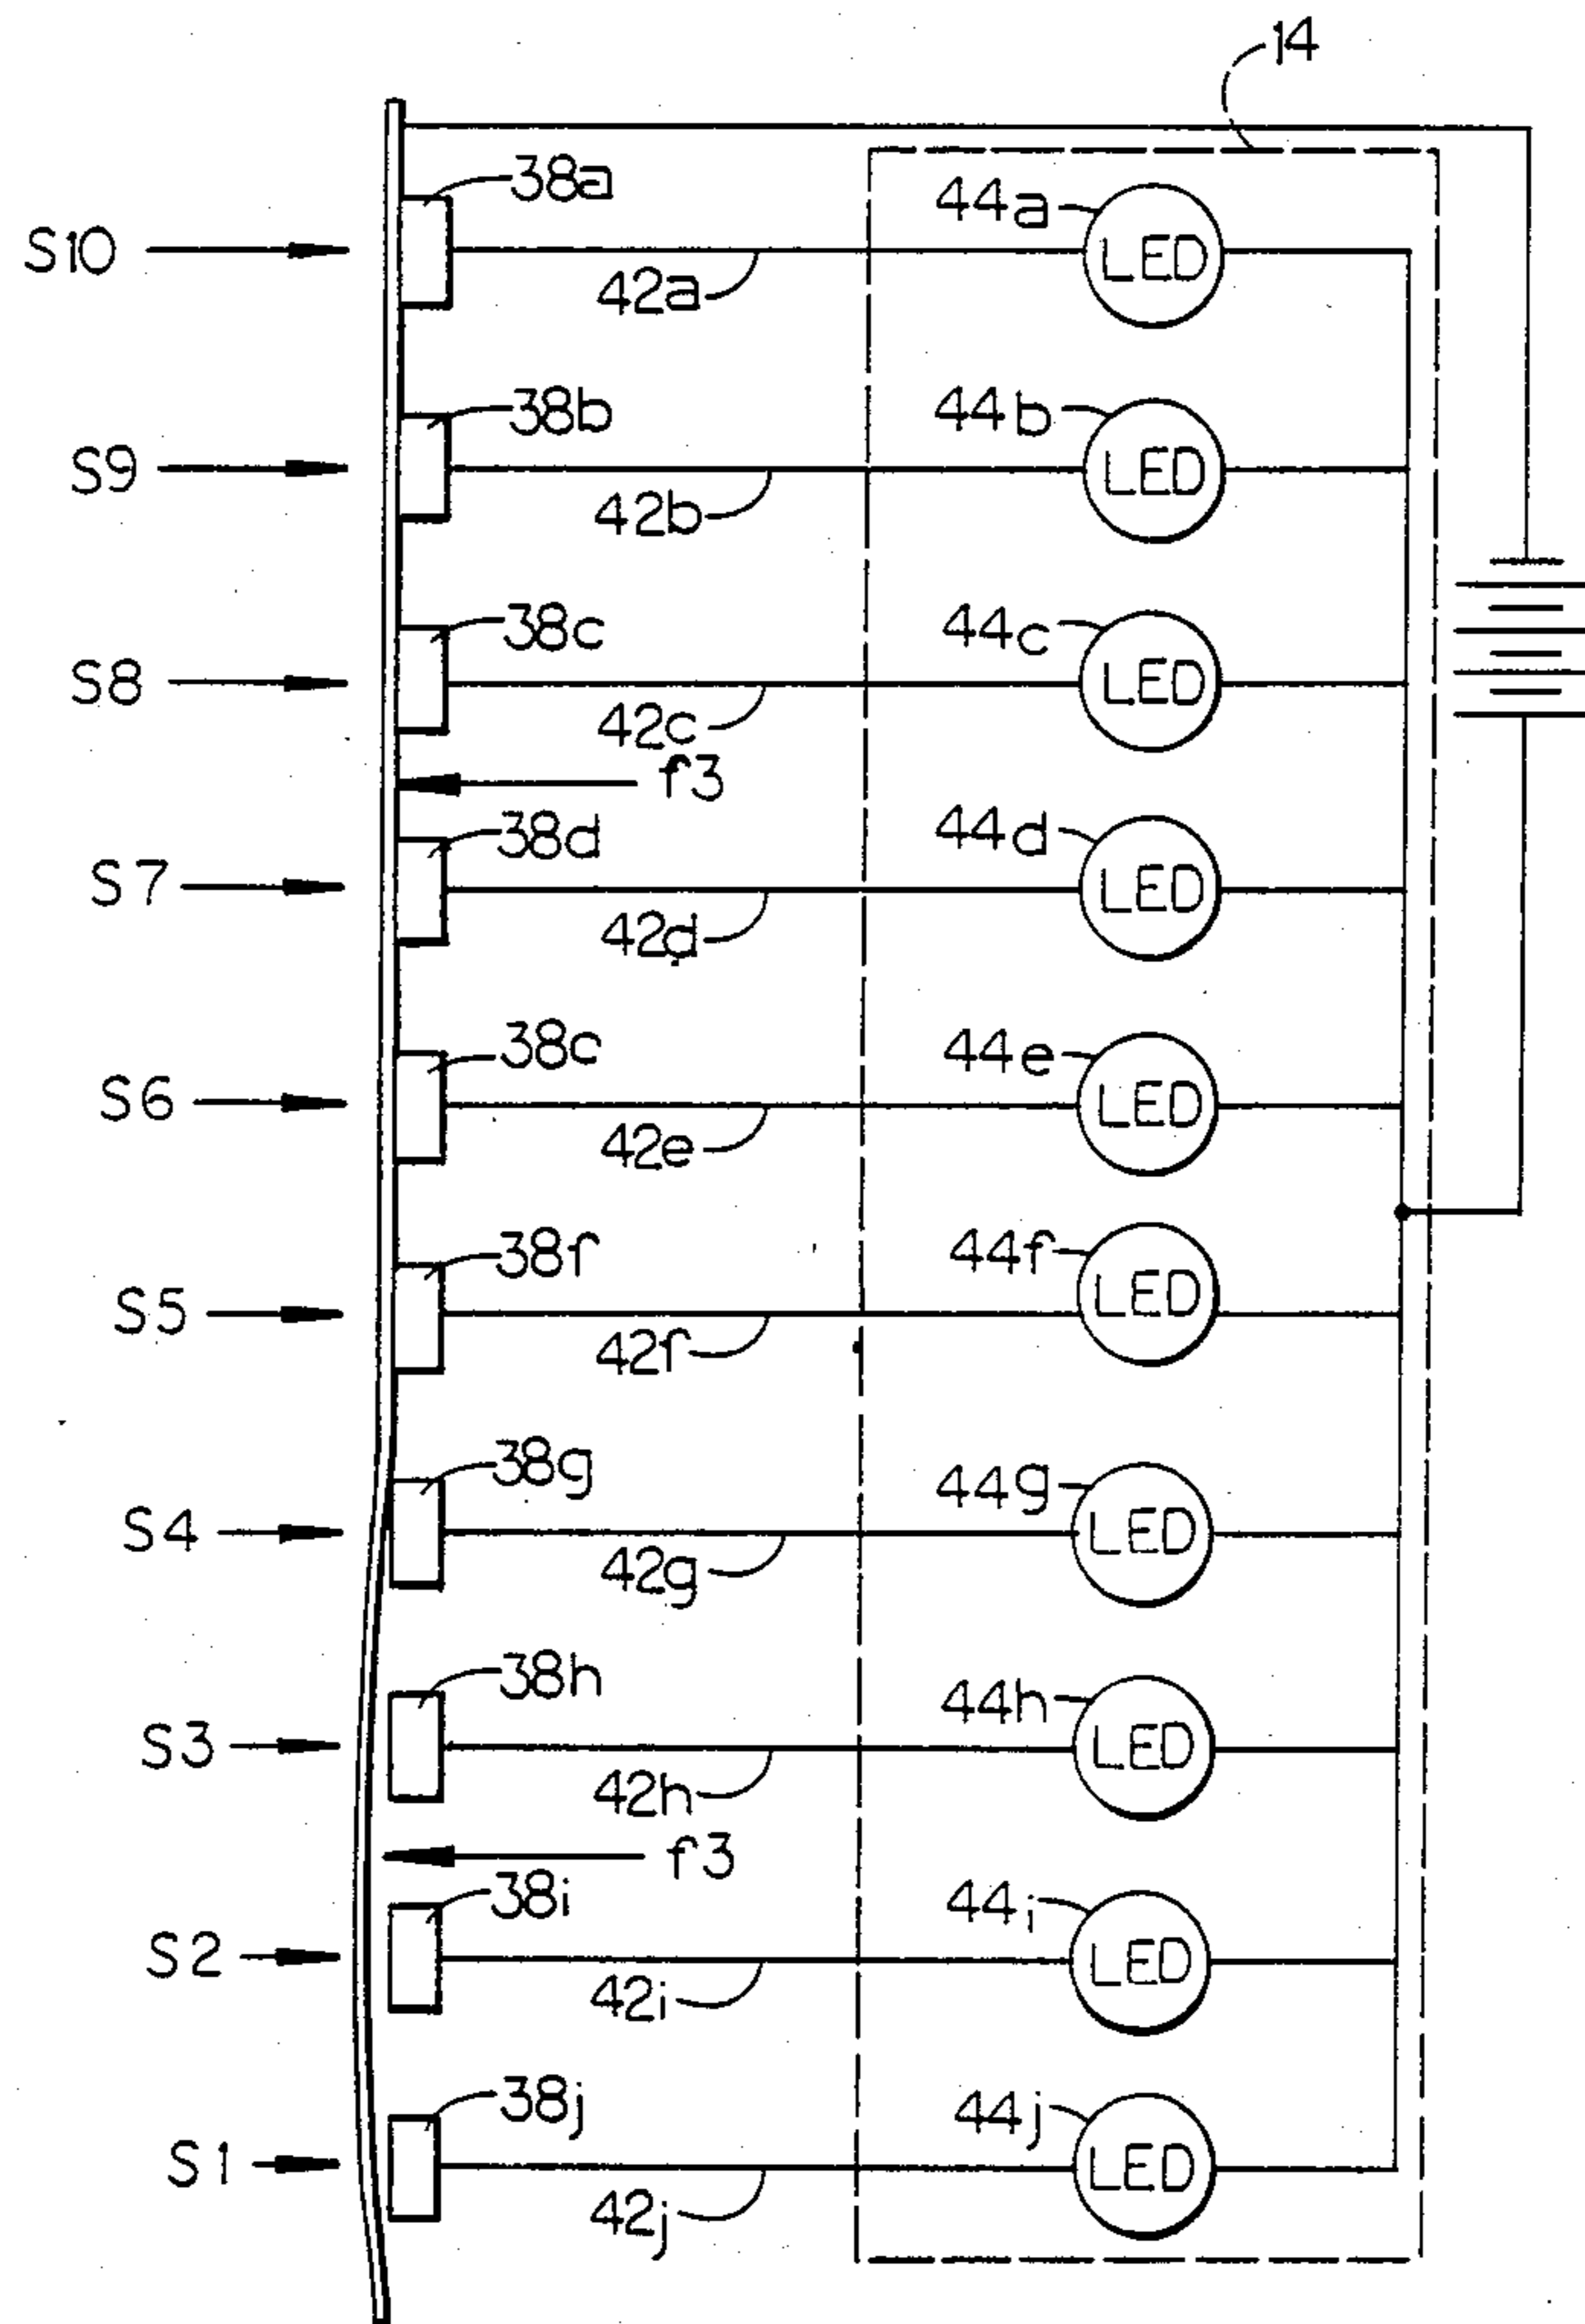 14
38a
44a
S10
LED
42a
38b
44b
S9
LED
42b
38c
44c
S8
LED
42c
f3
38d
44d
S7
LED
42d
38c
44e
S6
LED
42e
38f
44f
S5
LED
42f
38g
44g
S4
LED
42g
38h
44h
S3
LED
42h
f3
38i
44i
S2
LED
42i
38j
44j
S1
LED
42j